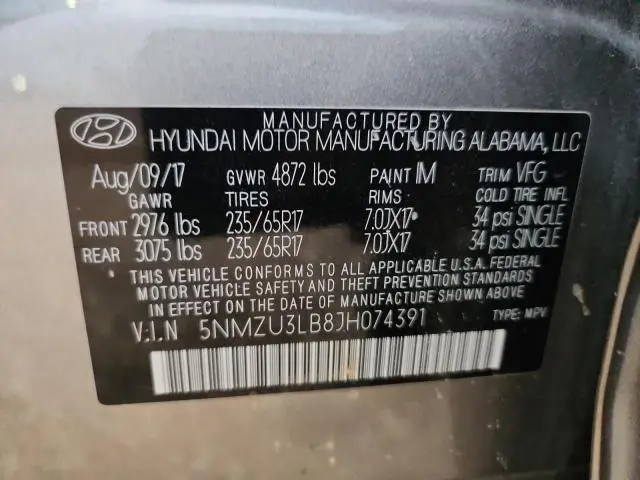 MANUFACTURED BY
HYUNDAI MOTOR MANUFACTURING ALABAMA, LLC
Aug/09/17 GVWR 4872 lbs PAINT IM TRIM VFG
GAWR TIRES RIMS: COLD TIRE INFL
FRONT 2976 lbs 235/65R17 7.0JX17 34 psi SINGLE
REAR 3075 lbs 235/65R17 7.0JX17 34 psi SINGLE
THIS VEHICLE CONFORMS TO ALL APPLICABLE U.S.A. FEDERAL
MOTOR VEHICLE SAFETY AND THEFT PREVENTION STANDARDS
IN EFFECT ON THE DATE OF MANUFACTURE SHOWN ABOVE.
V.I.N 5NMZU3LB8JH074391 TYPE: MPV